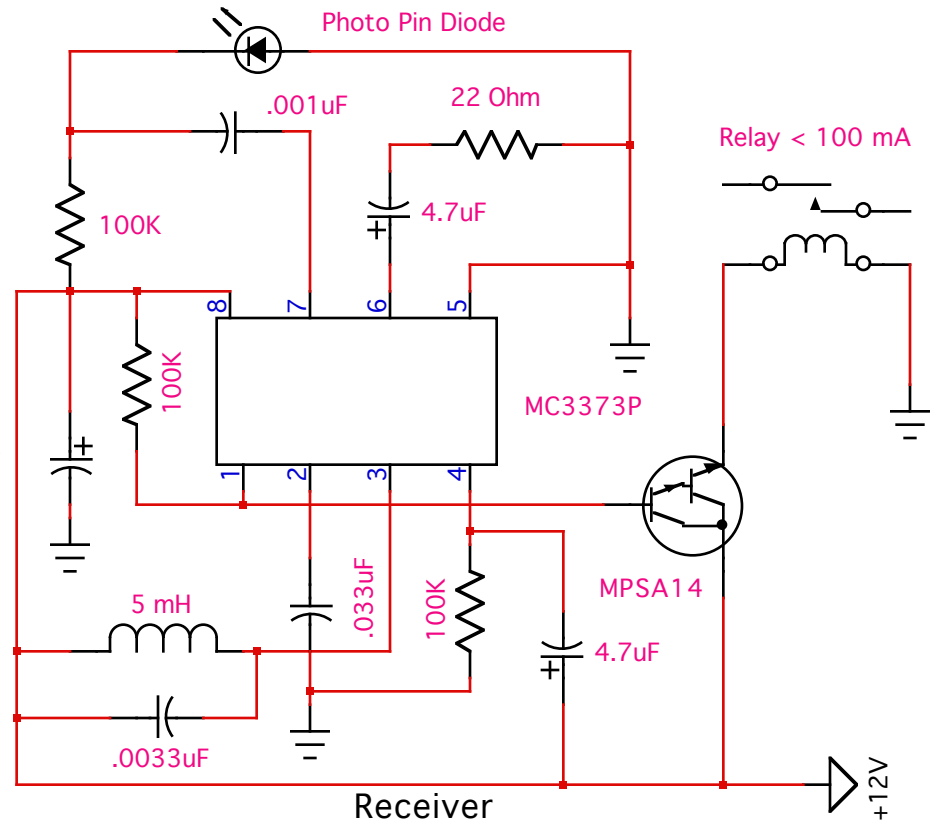 Photo Pin Diode
.001uF
22 Ohm
Relay < 100 mA
4.7uF
+
100K
8
7
6
5
100K
MC3373P
+
1
2
3
4
MPSA14
.033uF
100K
5 mH
4.7uF
+
.0033uF
+12V
Receiver